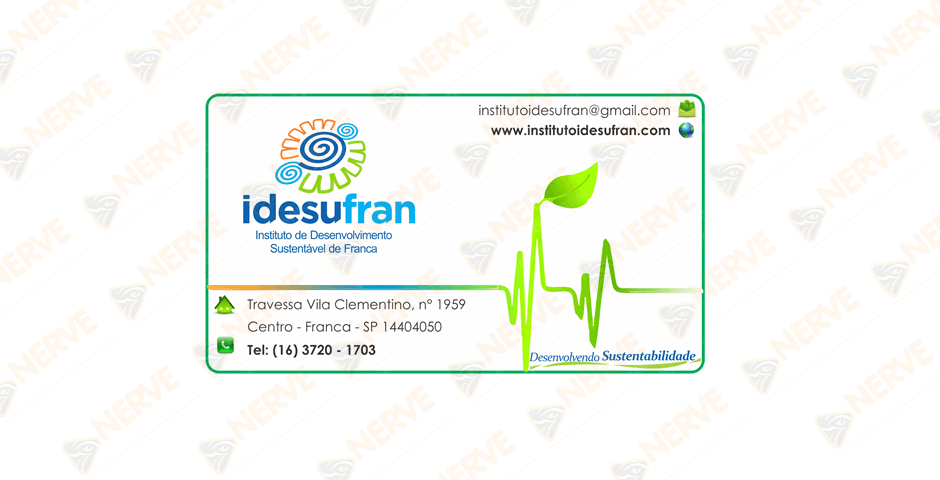 institutoidesufran@gmail.com
www.institutoidesufran.com
idesufran
Instituto de Desenvolvimento
Sustentável de Franca
Travessa Vila Clementino, nº 1959
Centro - Franca - SP 14404050
Tel: (16) 3720 - 1703
Desenvolvendo Sustentabilidade
NERVE